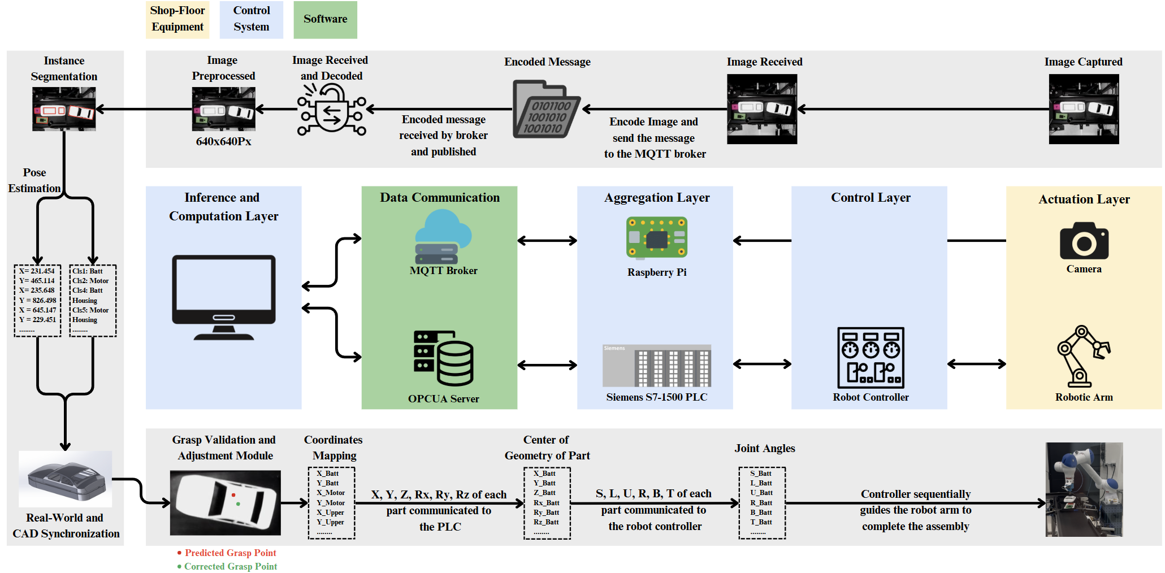 Shop-Floor
Equipment
Control
System
Software
Instance
Segmentation
Image
Preprocessed
640x640Px
Image Received
and Decoded
Encoded message
received by broker
and published
Encoded Message
0101100
1001010
1001010
Encode Image and
send the message
to the MQTT broker
Image Received
Image Captured
Pose
Estimation
X= 231.454
Y= 465.114
X=235.648
Y = 826.498
X = 645.147
Y = 229.451
........
Cls1: Batt
Cls2: Motor
Cls4: Batt
Housing
Cls5: Motor
Housing
........
Inference and
Computation Layer
Data Communication
MQTT Broker
OPCUA Server
Aggregation Layer
Raspberry Pi
Siemens
Siemens S7-1500 PLC
Control Layer
Robot Controller
Actuation Layer
Camera
Robotic Arm
Real-World and
CAD Synchronization
Grasp Validation and
Adjustment Module
Predicted Grasp Point
Corrected Grasp Point
Coordinates
Mapping
X_Batt
Y_Batt
X_Motor
Y_Motor
X_Upper
Y_Upper
........
X, Y, Z, Rx, Ry, Rz of each
part communicated to
the PLC
Center of
Geometry of Part
X_Batt
Y_Batt
Z_Batt
Rx_Batt
Ry_Batt
Rz_Batt
........
S, L, U, R, B, T of each
part communicated to
the robot controller
Joint Angles
S_Batt
L_Batt
U_Batt
R_Batt
B_Batt
T_Batt
........
Controller sequentially
guides the robot arm to
complete the assembly